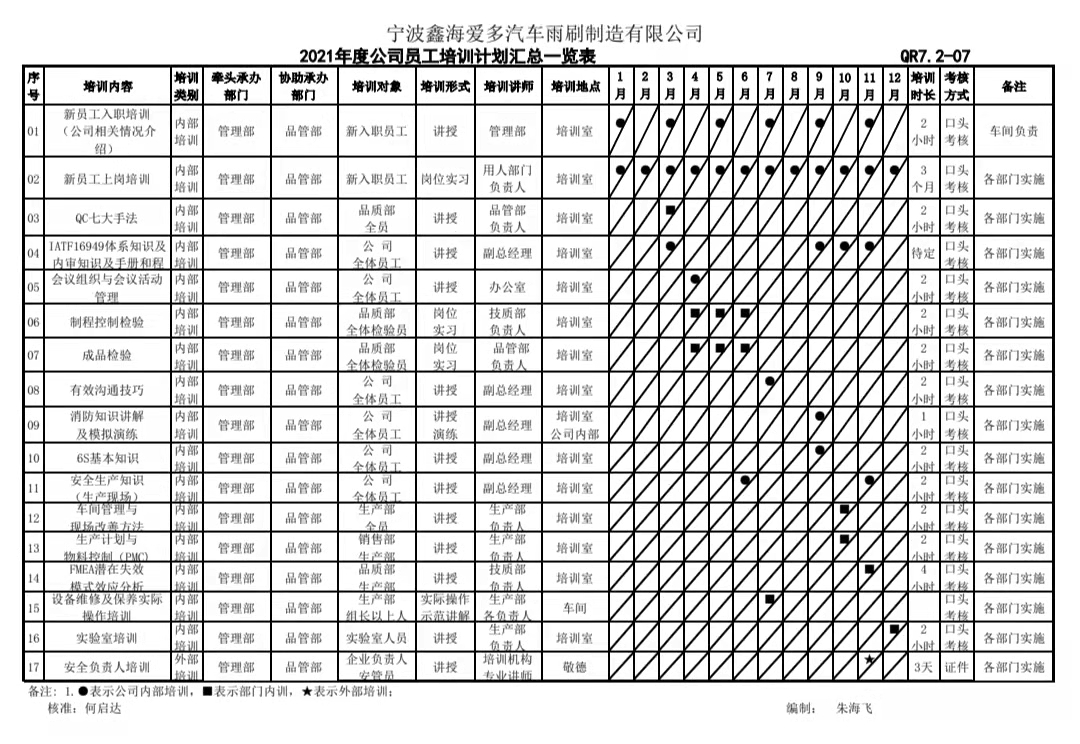 宁波鑫海爱多汽车雨刷制造有限公司
2021年度公司员工培训计划汇总一览表 QR7.2-07
序号 培训内容 培训类别 牵头承办部门 协助承办部门 培训对象 培训形式 培训讲师 培训地点 1月 2月 3月 4月 5月 6月 7月 8月 9月 10月 11月 12月 培训时长 考核方式 备注
01 新员工入职培训（公司相关情况介绍） 内部培训 管理部 品管部 新入职员工 讲授 管理部 培训室 ● ● ● ● ● ● 2小时 口头考核 车间负责
02 新员工上岗培训 内部培训 管理部 品管部 新入职员工 岗位实习 用人部门负责人 培训室 ● ● ● ● ● ● ● ● ● ● ● ● 3个月 口头考核 各部门实施
03 QC七大手法 内部培训 管理部 品管部 品质部全员 讲授 品管部负责人 培训室 ■ 2小时 口头考核 各部门实施
04 IATF16949体系知识及内审知识及手册和程 内部培训 管理部 品管部 公 司全体员工 讲授 副总经理 培训室 ● ● ● ● 待定 口头考核 各部门实施
05 会议组织与会议活动管理 内部培训 管理部 品管部 公 司全体员工 讲授 办公室 培训室 ● 2小时 口头考核 各部门实施
06 制程控制检验 内部培训 管理部 品管部 品质部全体检验员 岗位实习 技质部负责人 培训室 ■ ■ ■ 2小时 口头考核 各部门实施
07 成品检验 内部培训 管理部 品管部 品质部全体检验员 岗位实习 品管部负责人 培训室 ■ ■ ■ 2小时 口头考核 各部门实施
08 有效沟通技巧 内部培训 管理部 品管部 公 司全体员工 讲授 副总经理 培训室 ● 2小时 口头考核 各部门实施
09 消防知识讲解及模拟演练 内部培训 管理部 品管部 公 司全体员工 讲授演练 副总经理 培训室公司内部 ● 1小时 口头考核 各部门实施
10 6S基本知识 内部培训 管理部 品管部 公 司全体员工 讲授 副总经理 培训室 ● 2小时 口头考核 各部门实施
11 安全生产知识（生产现场） 内部培训 管理部 品管部 公 司全体员工 讲授 副总经理 培训室 ● ● 2小时 口头考核 各部门实施
12 车间管理与现场改善方法 内部培训 管理部 品管部 生产部全员 讲授 生产部负责人 培训室 ■ 2小时 口头考核 各部门实施
13 生产计划与物料控制（PMC) 内部培训 管理部 品管部 销售部生产部 讲授 生产部负责人 培训室 ■ 2小时 口头考核 各部门实施
14 FMEA潜在失效模式效应分析 内部培训 管理部 品管部 品质部生产部 讲授 技质部负责人 培训室 ■ 4小时 口头考核 各部门实施
15 设备维修及保养实际操作培训 内部培训 管理部 品管部 生产部组长以上人 实际操作示范讲解 生产部各负责人 车间 ■ 口头考核 各部门实施
16 实验室培训 内部培训 管理部 品管部 实验室人员 讲授 生产部负责人 培训室 ■ 2小时 口头考核 各部门实施
17 安全负责人培训 外部培训 管理部 品管部 企业负责人安管员 讲授 培训机构专业讲师 敬德 ★ 3天 证件 各部门实施
备注: 1.●表示公司内部培训，■表示部门内训，★表示外部培训;
核准: 何启达 编制: 朱海飞